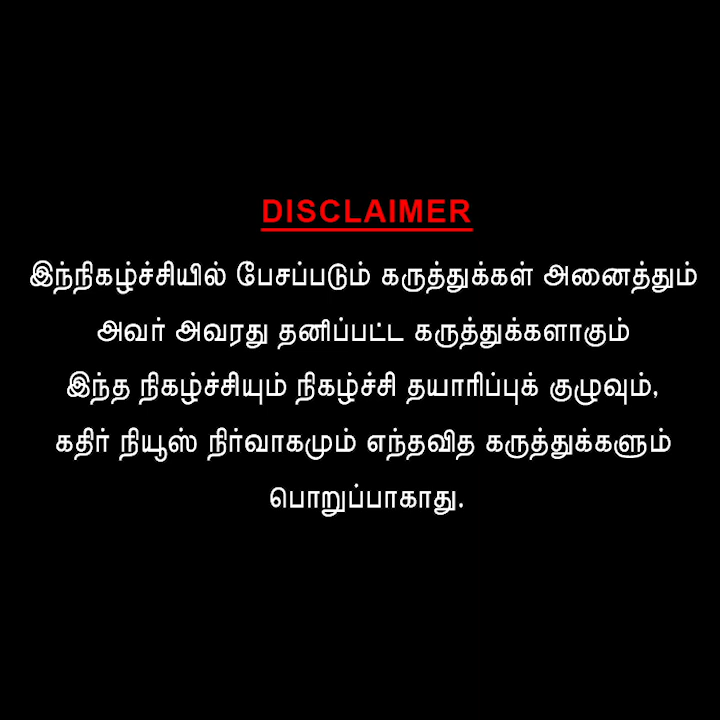 DISCLAIMER
இந்நிகழ்ச்சியில் பேசப்படும் கருத்துக்கள் அனைத்தும்
அவர் அவரது தனிப்பட்ட கருத்துக்களாகும்
இந்த நிகழ்ச்சியும் நிகழ்ச்சி தயாரிப்புக் குழுவும்,
கதிர் நியூஸ் நிர்வாகமும் எந்தவித கருத்துக்களும்
பொறுப்பாகாது.